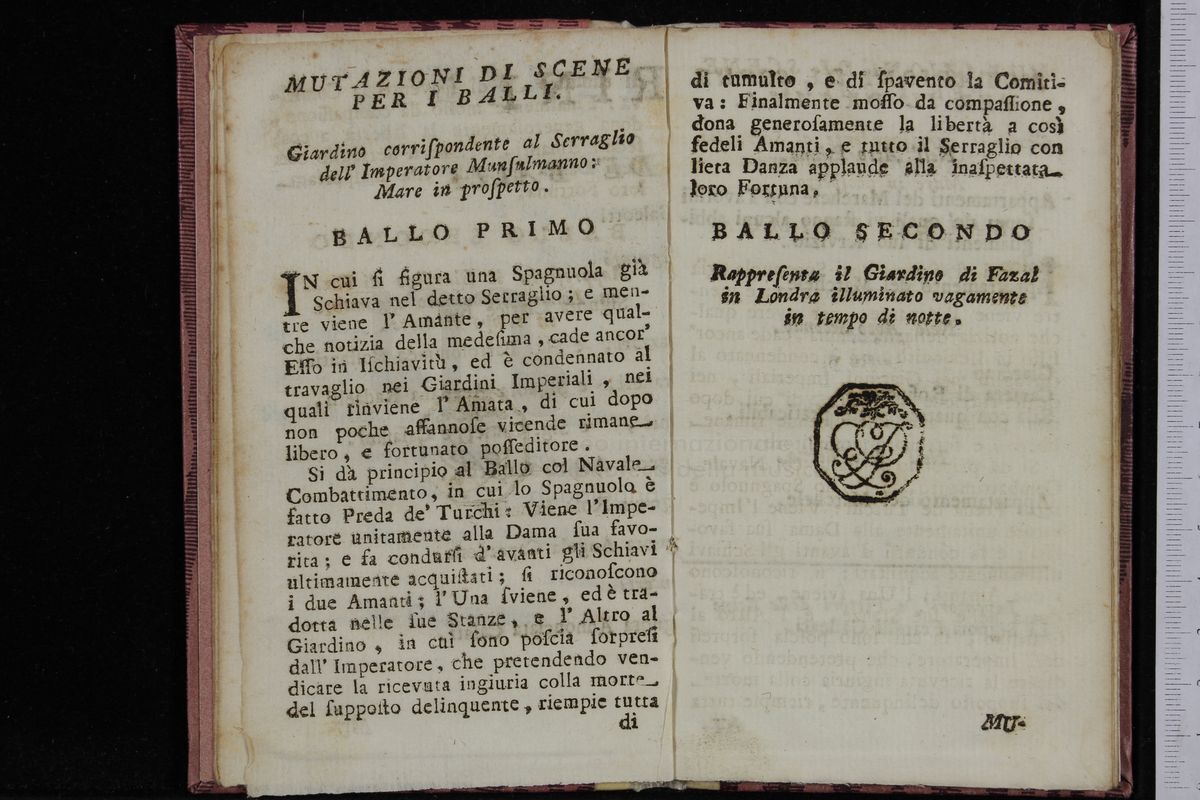 MUTAZIONI DI SCENE
PER I BALLI.
Giardino corriſpondente al Serraglio
dell' Imperatore Munſulmanno:
Mare in proſpetto.
BALLO PRIMO
IN cui ſi figura una Spagnuola già
Schiava nel detto Serraglio; e men-
tre viene l' Amante, per avere qual-
che notizia della medeſima, cade ancor'
Eſſo in Iſchiavitù, ed è condennato al
travaglio nei Giardini Imperiali, nei
quali rinviene l' Amata, di cui dopo
non poche affannoſe vicende rimane
libero, e fortunato poſſeditore.
Si dà principio al Ballo col Navale
Combattimento, in cui lo Spagnuolo è
fatto Preda de' Turchi: Viene l'Impe-
ratore unitamente alla Dama ſua favo-
rita; e fa condurſi d' avanti gli Schiavi
ultimamente acquiſtati; ſi riconoſcono
i due Amanti; l' Una ſviene, ed è tra-
dotta nelle ſue Stanze, e l' Altro al
Giardino, in cui ſono poſcia ſorpreſi
dall' Imperatore, che pretendendo ven-
dicare la ricevuta ingiuria colla morte
del ſuppoſto delinquente, riempie tutta
di
di tumulto, e di ſpavento la Comiti-
va: Finalmente moſſo da compaſſione,
dona generoſamente la libertà a così
fedeli Amanti, e tutto il Serraglio con
lieta Danza applaude alla inaſpettata
loro Fortuna.
BALLO SECONDO
Rappreſenta il Giardino di Fazal
in Londra illuminato vagamente
in tempo di notte.
MU-